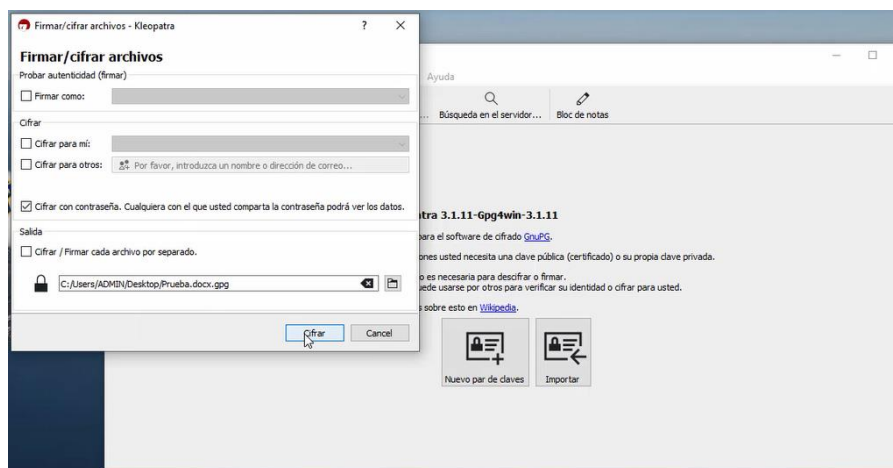 Firmar/cifrar archivos - Kleopatra
Firmar/cifrar archivos
Probar autenticidad (firmar)
Firmar como:
Cifrar
Cifrar para mí:
Cifrar para otros:
Por favor, introduzca un nombre o dirección de correo...
Cifrar con contraseña. Cualquiera con el que usted comparta la contraseña podrá ver los datos.
Salida
Cifrar / Firmar cada archivo por separado.
C:/Users/ADMIN/Desktop/Prueba.docx.gpg
Cifrar
Cancel
Ayuda
... Búsqueda en el servidor... Bloc de notas
tra 3.1.11-Gpg4win-3.1.11
para el software de cifrado GnuPG.
ones usted necesita una clave pública (certificado) o su propia clave privada.
o es necesaria para descifrar o firmar.
uede usarse por otros para verificar su identidad o cifrar para usted.
s sobre esto en Wikipedia.
Nuevo par de claves
Importar